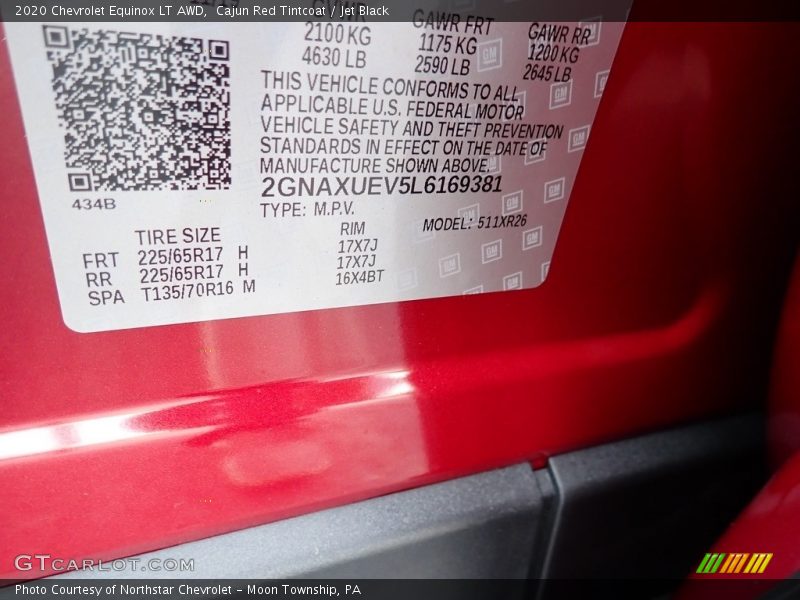 2020 Chevrolet Equinox LT AWD,  Cajun Red Tintcoat / Jet Black
GVWR GAWR FRT GAWR RR
2100 KG 1175 KG 1200 KG
4630 LB 2590 LB 2645 LB
THIS VEHICLE CONFORMS TO ALL
APPLICABLE U.S. FEDERAL MOTOR
VEHICLE SAFETY AND THEFT PREVENTION
STANDARDS IN EFFECT ON THE DATE OF
MANUFACTURE SHOWN ABOVE.
2GNAXUEV5L6169381
434B
TYPE: M.P.V. MODEL: 511XR26
TIRE SIZE RIM
FRT 225/65R17 H 17X7J
RR 225/65R17 H 17X7J
SPA T135/70R16 M 16X4BT
GM
GTCARLOT.COM
Photo Courtesy of Northstar Chevrolet - Moon Township, PA